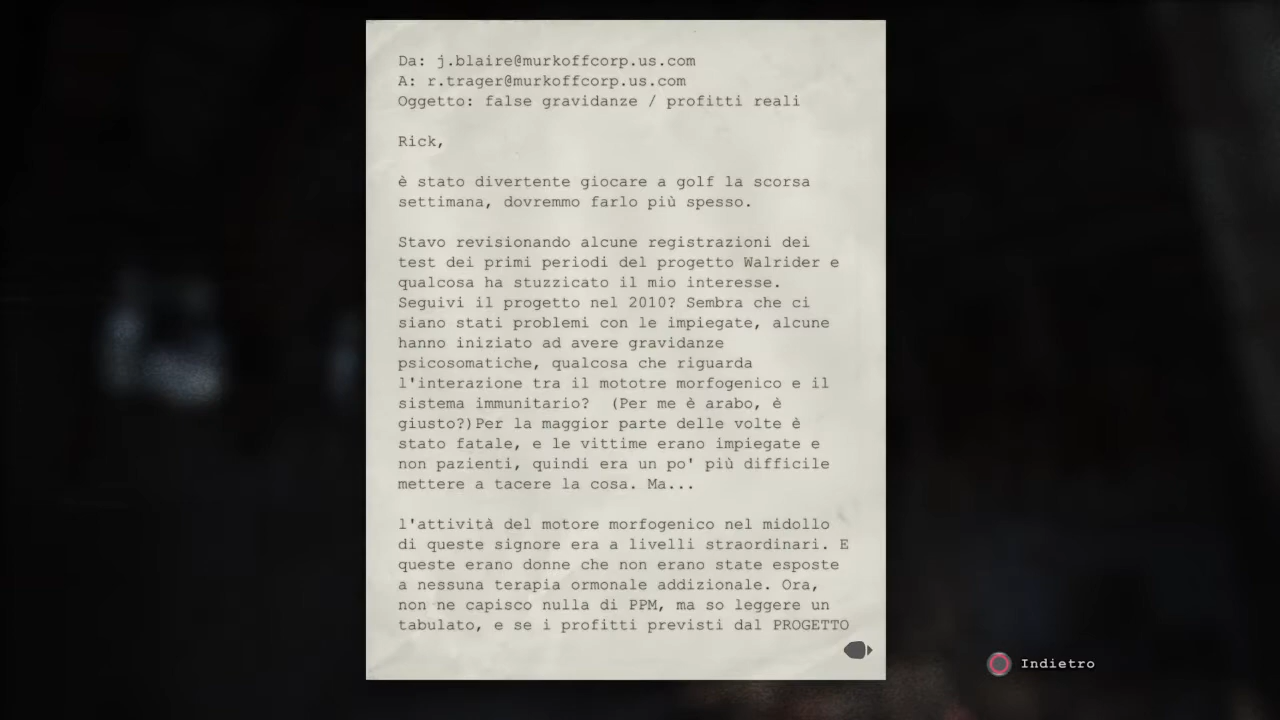 Da: j.blaire@murkoffcorp.us.com
A: r.trager@murkoffcorp.us.com
Oggetto: false gravidanze / profitti reali
Rick,
è stato divertente giocare a golf la scorsa
settimana, dovremmo farlo più spesso.
Stavo revisionando alcune registrazioni dei
test dei primi periodi del progetto Walrider e
qualcosa ha stuzzicato il mio interesse.
Seguivi il progetto nel 2010? Sembra che ci
siano stati problemi con le impiegate, alcune
hanno iniziato ad avere gravidanze
psicosomatiche, qualcosa che riguarda
l'interazione tra il mototre morfogenico e il
sistema immunitario?  (Per me è arabo, è
giusto?)Per la maggior parte delle volte è
stato fatale, e le vittime erano impiegate e
non pazienti, quindi era un po' più difficile
mettere a tacere la cosa. Ma...
l'attività del motore morfogenico nel midollo
di queste signore era a livelli straordinari. E
queste erano donne che non erano state esposte
a nessuna terapia ormonale addizionale. Ora,
non ne capisco nulla di PPM, ma so leggere un
tabulato, e se i profitti previsti dal PROGETTO
Indietro